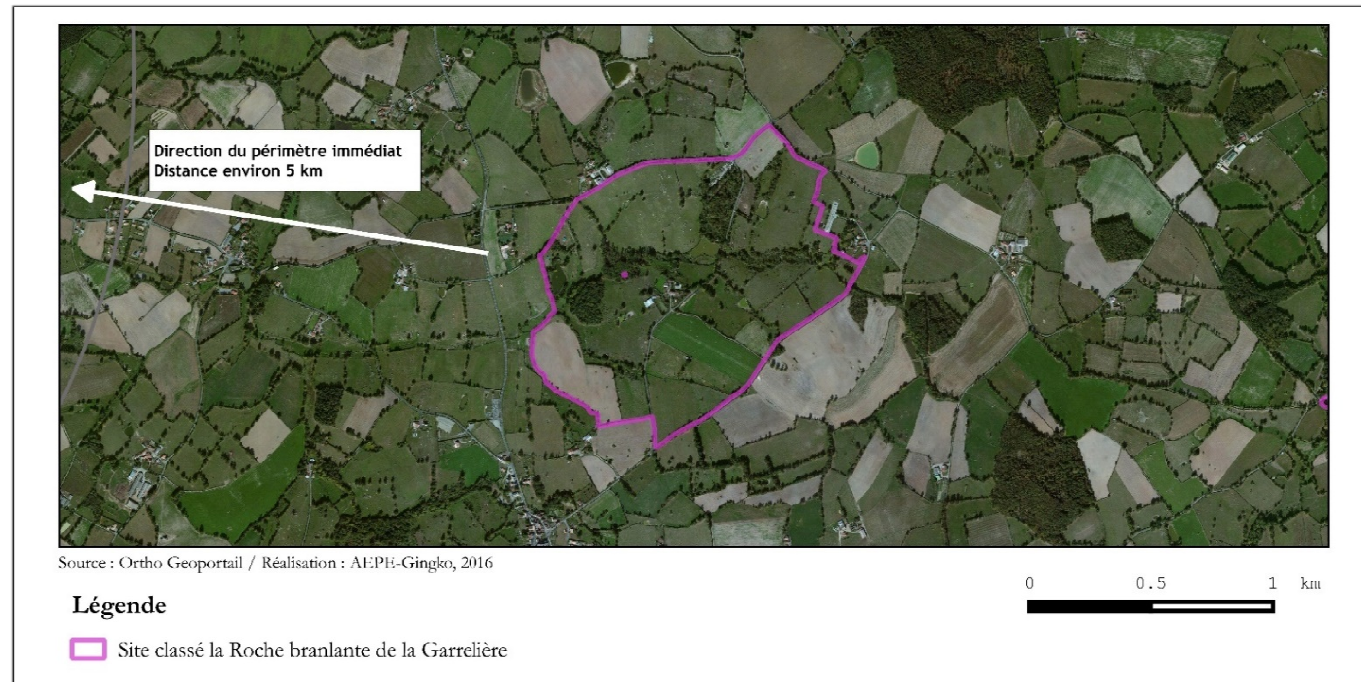 Direction du périmètre immédiat
Distance environ 5 km
Source : Ortho Geoportail / Réalisation : AEPE-Gingko, 2016
0 0.5 1 km
Légende
Site classé la Roche branlante de la Garrelière